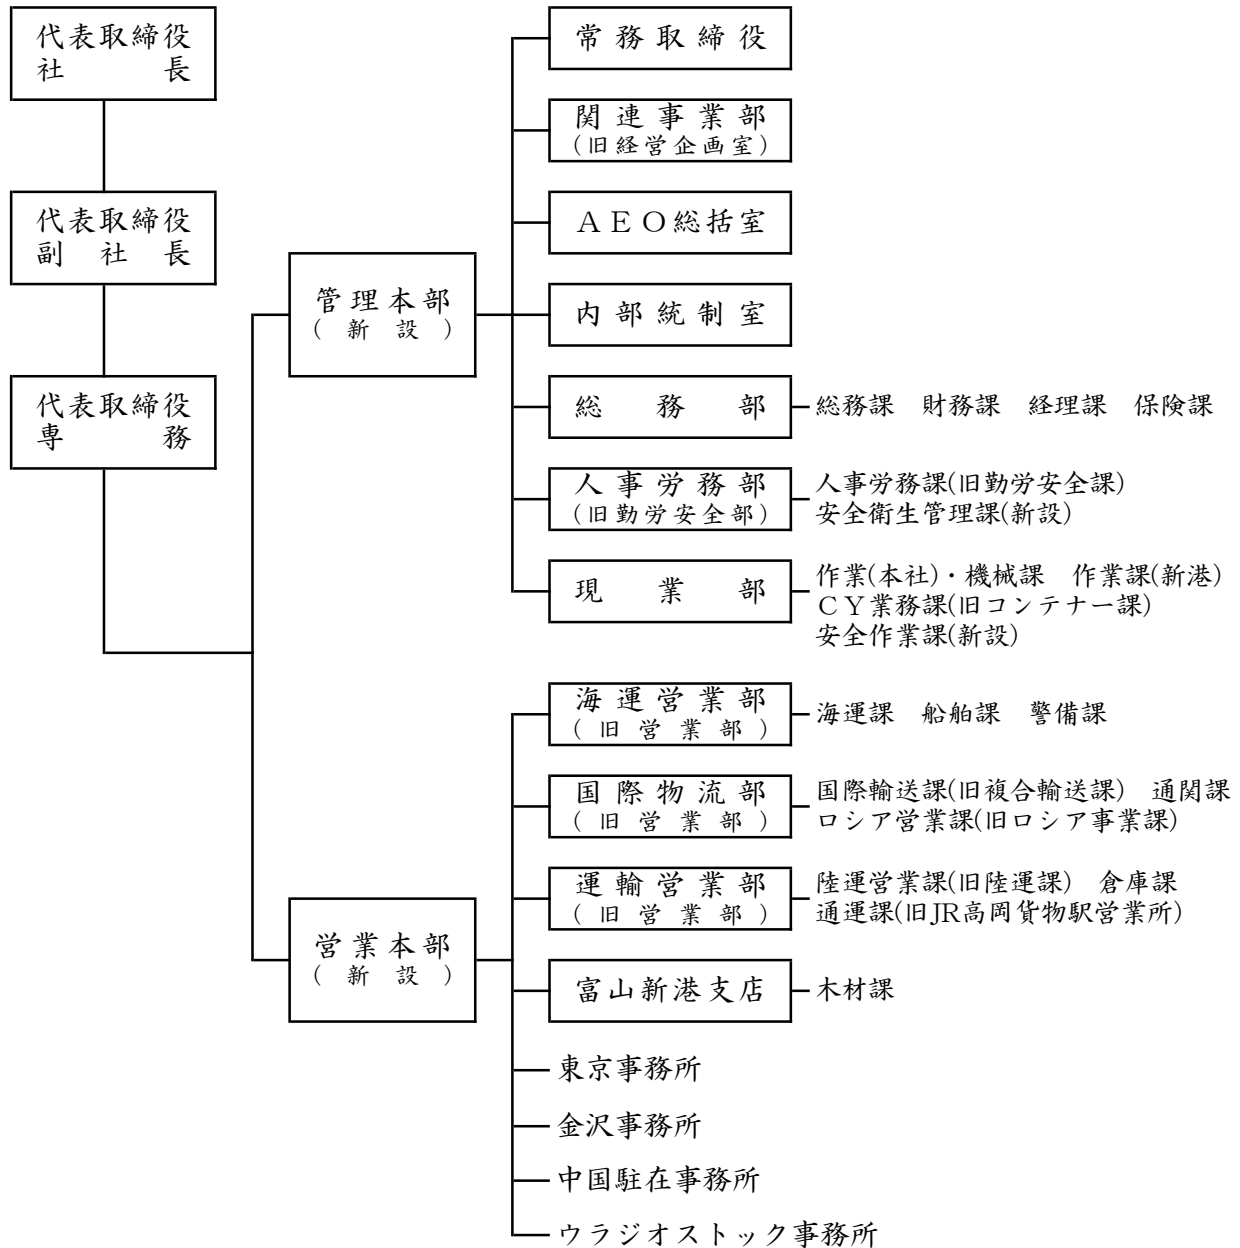 代表取締役
社長
代表取締役
副社長
代表取締役
専務
管理本部
(新設)
常務取締役
関連事業部
(旧経営企画室)
AEO総括室
内部統制室
総務部
総務課 財務課 経理課 保険課
人事労務部
(旧勤労安全部)
人事労務課(旧勤労安全課)
安全衛生管理課(新設)
現業部
作業(本社)・機械課 作業課(新港)
CY業務課(旧コンテナー課)
安全作業課(新設)
営業本部
(新設)
海運営業部
(旧営業部)
海運課 船舶課 警備課
国際物流部
(旧営業部)
国際輸送課(旧複合輸送課) 通関課
ロシア営業課(旧ロシア事業課)
運輸営業部
(旧営業部)
陸運営業課(旧陸運課) 倉庫課
通運課(旧JR高岡貨物駅営業所)
富山新港支店
木材課
東京事務所
金沢事務所
中国駐在事務所
ウラジオストック事務所